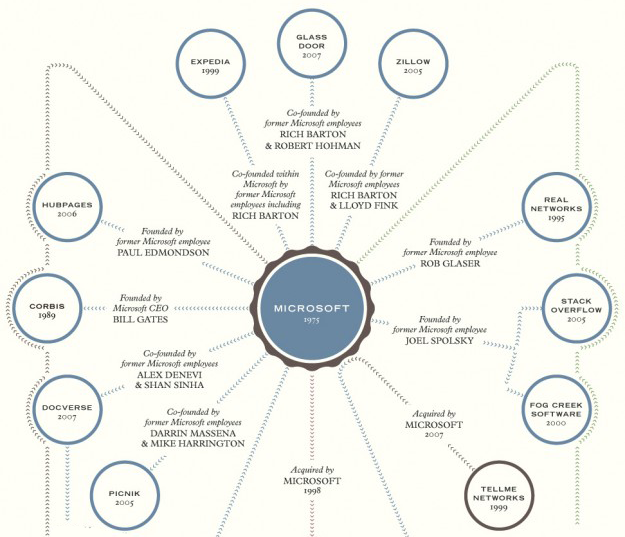 GLASS
DOOR
2007
EXPEDIA
1999
ZILLOW
2005
Co-founded by
former Microsoft employees
RICH BARTON
& ROBERT HOHMAN
Co-founded within
Microsoft by
former Microsoft
employees including
RICH BARTON
Co-founded by former
Microsoft employees
RICH BARTON
& LLOYD FINK
HUBPAGES
2006
REAL
NETWORKS
1995
Founded by
former Microsoft employee
PAUL EDMONDSON
Founded by
former Microsoft employee
ROB GLASER
CORBIS
1989
Founded by
Microsoft CEO
BILL GATES
MICROSOFT
1975
Founded by
former Microsoft employee
JOEL SPOLSKY
STACK
OVERFLOW
2005
Co-founded by
former Microsoft employees
ALEX DENEVI
& SHAN SINHA
DOCVERSE
2007
FOG CREEK
SOFTWARE
2000
Co-founded by
former Microsoft employees
DARRIN MASSENA
& MIKE HARRINGTON
Acquired by
MICROSOFT
2007
Acquired by
MICROSOFT
1998
PICNIK
2005
TELLME
NETWORKS
1999